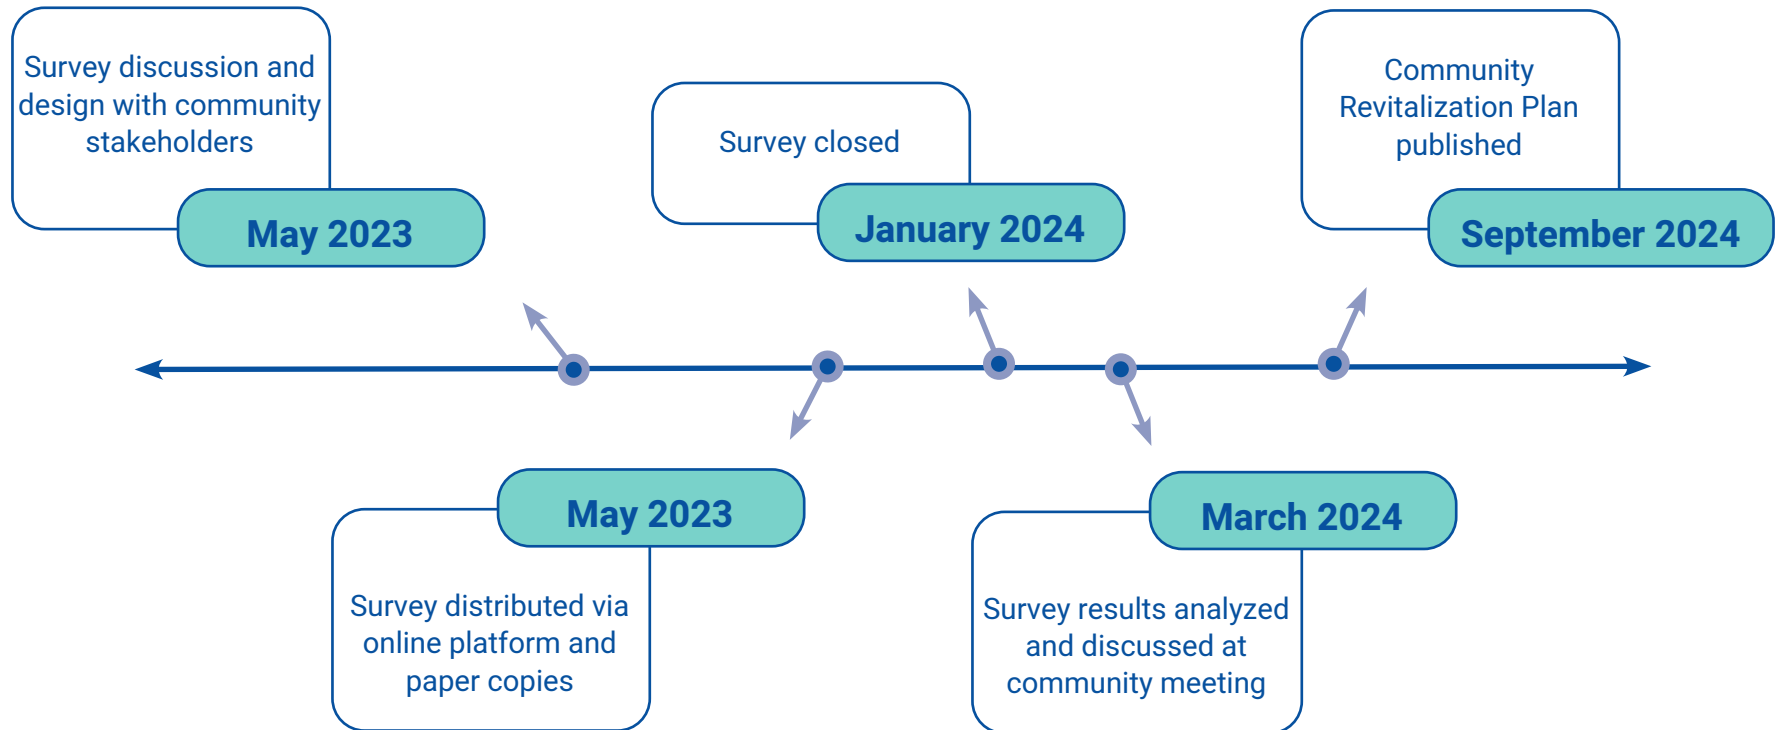 Survey discussion and
design with community
stakeholders
May 2023
Survey distributed via
online platform and
paper copies
May 2023
Survey closed
January 2024
Survey results analyzed
and discussed at
community meeting
March 2024
Community
Revitalization Plan
published
September 2024